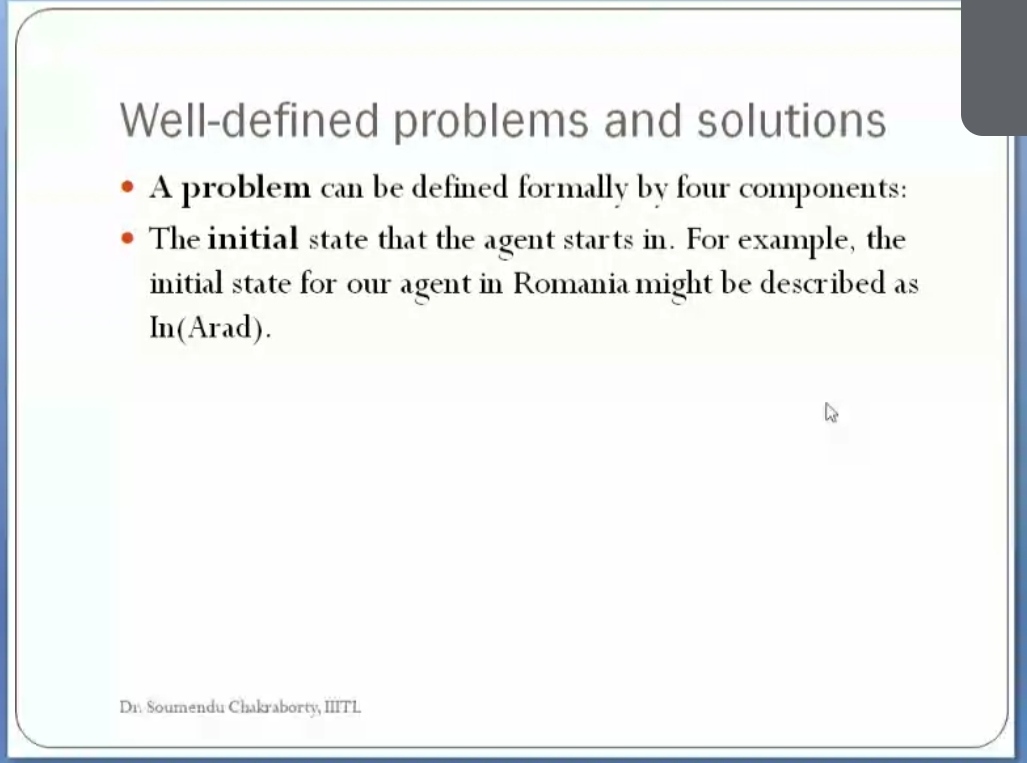 Well-defined problems and solutions
• A problem can be defined formally by four components:
• The initial state that the agent starts in. For example, the
initial state for our agent in Romania might be described as
In(Arad).
Dr. Soumendu Chakraborty, IIITL